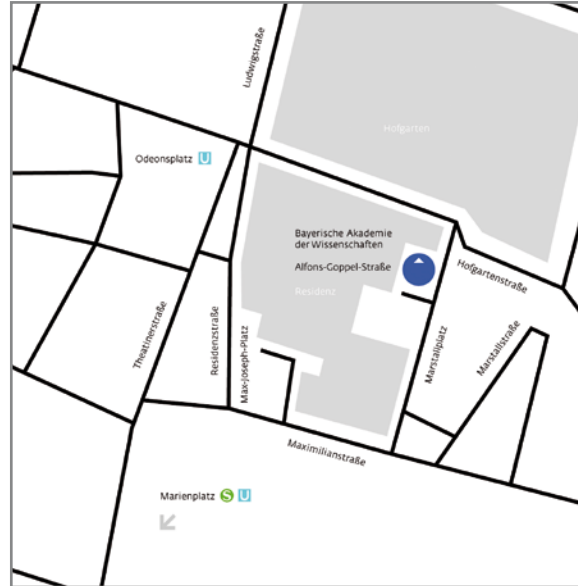 Ludwigstraße
Hofgarten
Odeonsplatz U
Bayerische Akademie
der Wissenschaften
Alfons-Goppel-Straße
Residenz
Hofgartenstraße
Theatinerstraße
Residenzstraße
Max-Joseph-Platz
Marstallplatz
Marstallstraße
Maximilianstraße
Marienplatz S U